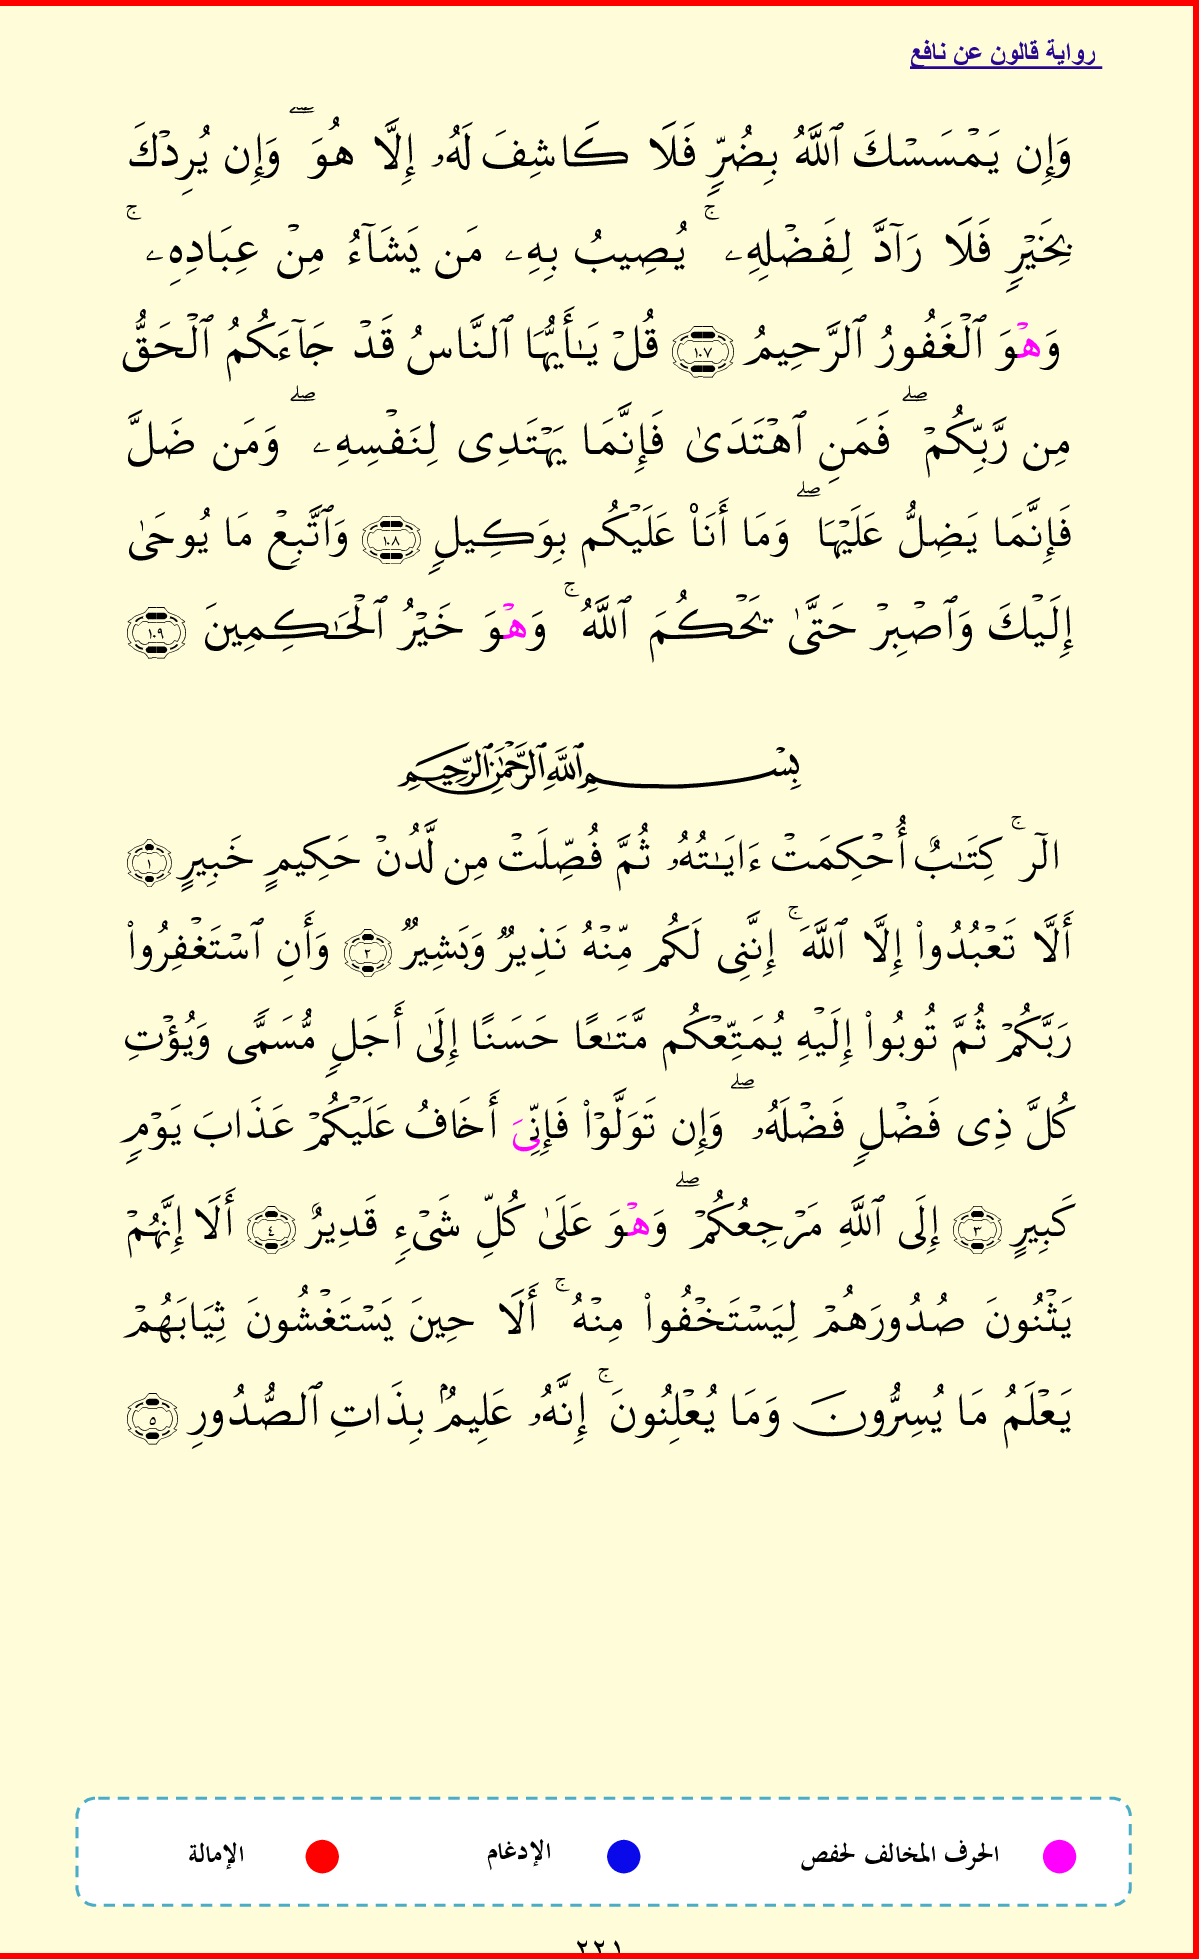 رواية قالون عن نافع
وَإِن يَمۡسَسۡكَ ٱللَّهُ بِضُرّٖ فَلَا كَاشِفَ لَهُۥ إِلَّا هُوَۖ وَإِن يُرِدۡكَ
بِخَيۡرٖ فَلَا رَآدَّ لِفَضۡلِهِۦۚ يُصِيبُ بِهِۦ مَن يَشَآءُ مِنۡ عِبَادِهِۦۚ
وَهۡوَ ٱلۡغَفُورُ ٱلرَّحِيمُ ١٠٧ قُلۡ يَٰٓأَيُّهَا ٱلنَّاسُ قَدۡ جَآءَكُمُ ٱلۡحَقُّ
مِن رَّبِّكُمۡۖ فَمَنِ ٱهۡتَدَىٰ فَإِنَّمَا يَهۡتَدِي لِنَفۡسِهِۦۖ وَمَن ضَلَّ
فَإِنَّمَا يَضِلُّ عَلَيۡهَاۖ وَمَا أَنَا۠ عَلَيۡكُم بِوَكِيلٖ ١٠٨ وَٱتَّبِعۡ مَا يُوحَىٰ
إِلَيۡكَ وَٱصۡبِرۡ حَتَّىٰ يَحۡكُمَ ٱللَّهُۚ وَهۡوَ خَيۡرُ ٱلۡحَٰكِمِينَ ١٠٩
بِسۡمِ ٱللَّهِ ٱلرَّحۡمَٰنِ ٱلرَّحِيمِ
الٓرۚ كِتَٰبٌ أُحۡكِمَتۡ ءَايَٰتُهُۥ ثُمَّ فُصِّلَتۡ مِن لَّدُنۡ حَكِيمٍ خَبِيرٍ ١
أَلَّا تَعۡبُدُواْ إِلَّا ٱللَّهَۚ إِنَّنِي لَكُم مِّنۡهُ نَذِيرٞ وَبَشِيرٞ ٢ وَأَنِ ٱسۡتَغۡفِرُواْ
رَبَّكُمۡ ثُمَّ تُوبُواْ إِلَيۡهِ يُمَتِّعۡكُم مَّتَٰعًا حَسَنًا إِلَىٰ أَجَلٖ مُّسَمّٗى وَيُؤۡتِ
كُلَّ ذِي فَضۡلٖ فَضۡلَهُۥۖ وَإِن تَوَلَّوۡاْ فَإِنِّيَ أَخَافُ عَلَيۡكُمۡ عَذَابَ يَوۡمٖ
كَبِيرٍ ٣ إِلَى ٱللَّهِ مَرۡجِعُكُمۡۖ وَهۡوَ عَلَىٰ كُلِّ شَيۡءٖ قَدِيرٌ ٤ أَلَا إِنَّهُمۡ
يَثۡنُونَ صُدُورَهُمۡ لِيَسۡتَخۡفُواْ مِنۡهُۚ أَلَا حِينَ يَسۡتَغۡشُونَ ثِيَابَهُمۡ
يَعۡلَمُ مَا يُسِرُّونَ وَمَا يُعۡلِنُونَۚ إِنَّهُۥ عَلِيمُۢ بِذَاتِ ٱلصُّدُورِ ٥
الحرف المخالف لحفص الإدغام الإمالة
٢٢١